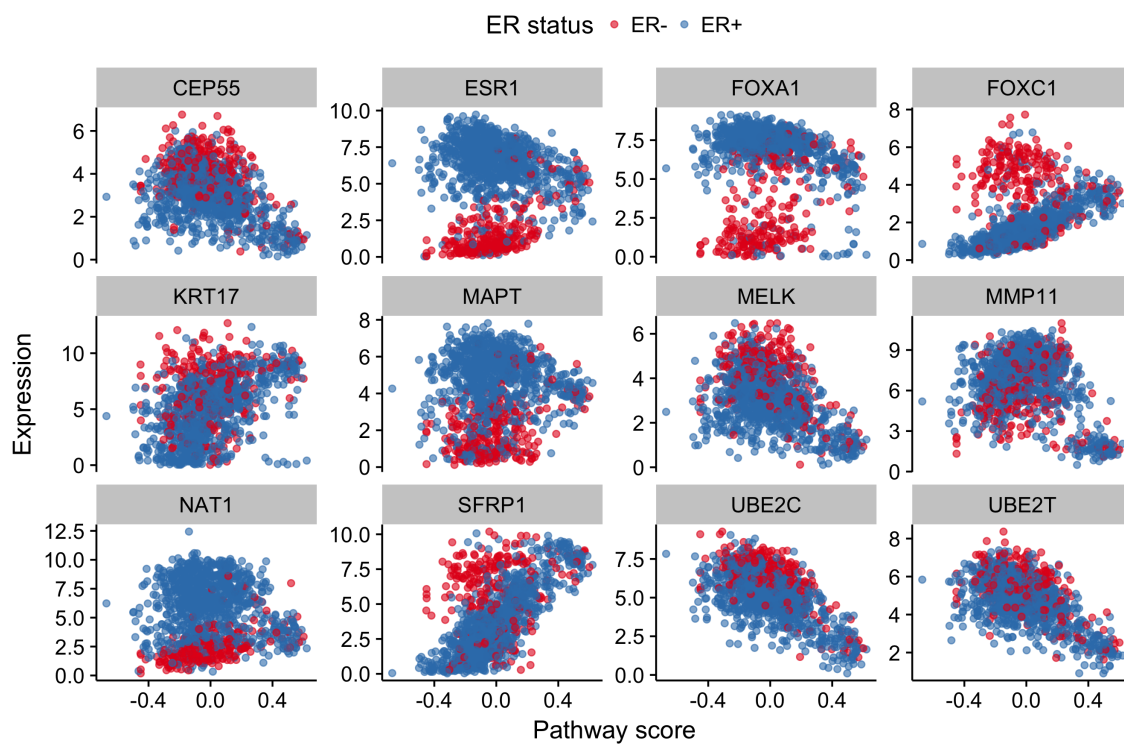 ER status ER- ER+
CEP55 ESR1 FOXA1 FOXC1
6 4 2 0
10.0 7.5 5.0 2.5 0.0
7.5 5.0 2.5 0.0
8 6 4 2 0
KRT17 MAPT MELK MMP11
10 5 0
8 6 4 2 0
6 4 2 0
9 6 3 0
Expression
NAT1 SFRP1 UBE2C UBE2T
12.5 10.0 7.5 5.0 2.5 0.0
10.0 7.5 5.0 2.5 0.0
7.5 5.0 2.5 0.0
8 6 4 2
-0.4 0.0 0.4 -0.4 0.0 0.4 -0.4 0.0 0.4 -0.4 0.0 0.4
Pathway score